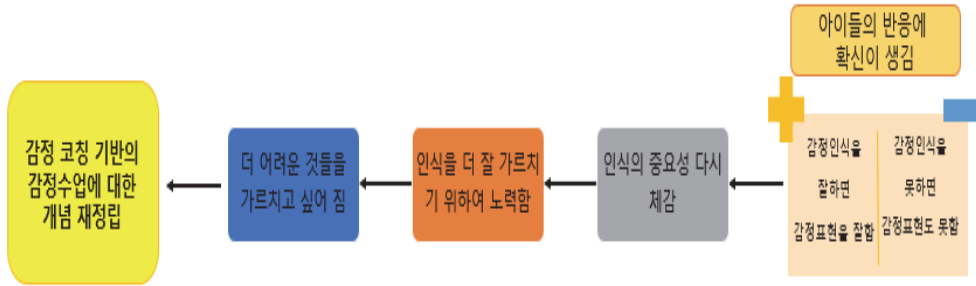 아이들의 반응에
확신이 생김
감정 코칭 기반의
감정수업에 대한
개념 재정립
더 어려운 것들을
가르치고 싶어 짐
인식을 더 잘 가르치
기 위하여 노력함
인식의 중요성 다시
체감
감정인식을
잘하면
감정표현을 잘함
감정인식을
못하면
감정표현도 못함